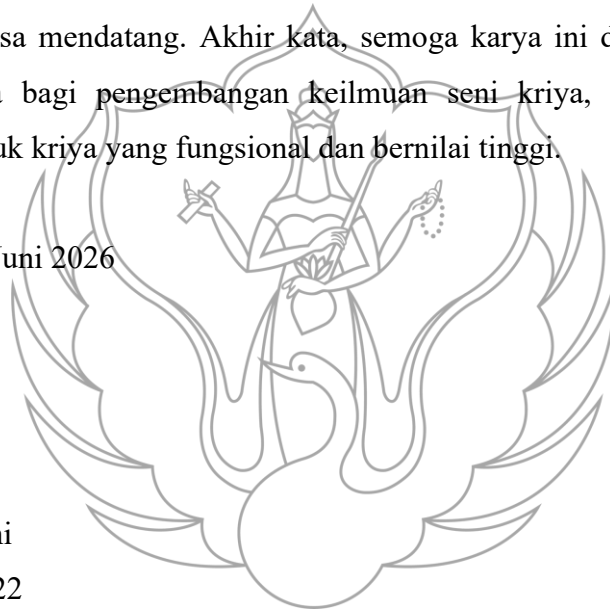 sa mendatang. Akhir kata, semoga karya ini d
bagi pengembangan keilmuan seni kriya,
uk kriya yang fungsional dan bernilai tinggi.
uni 2026
ni
22